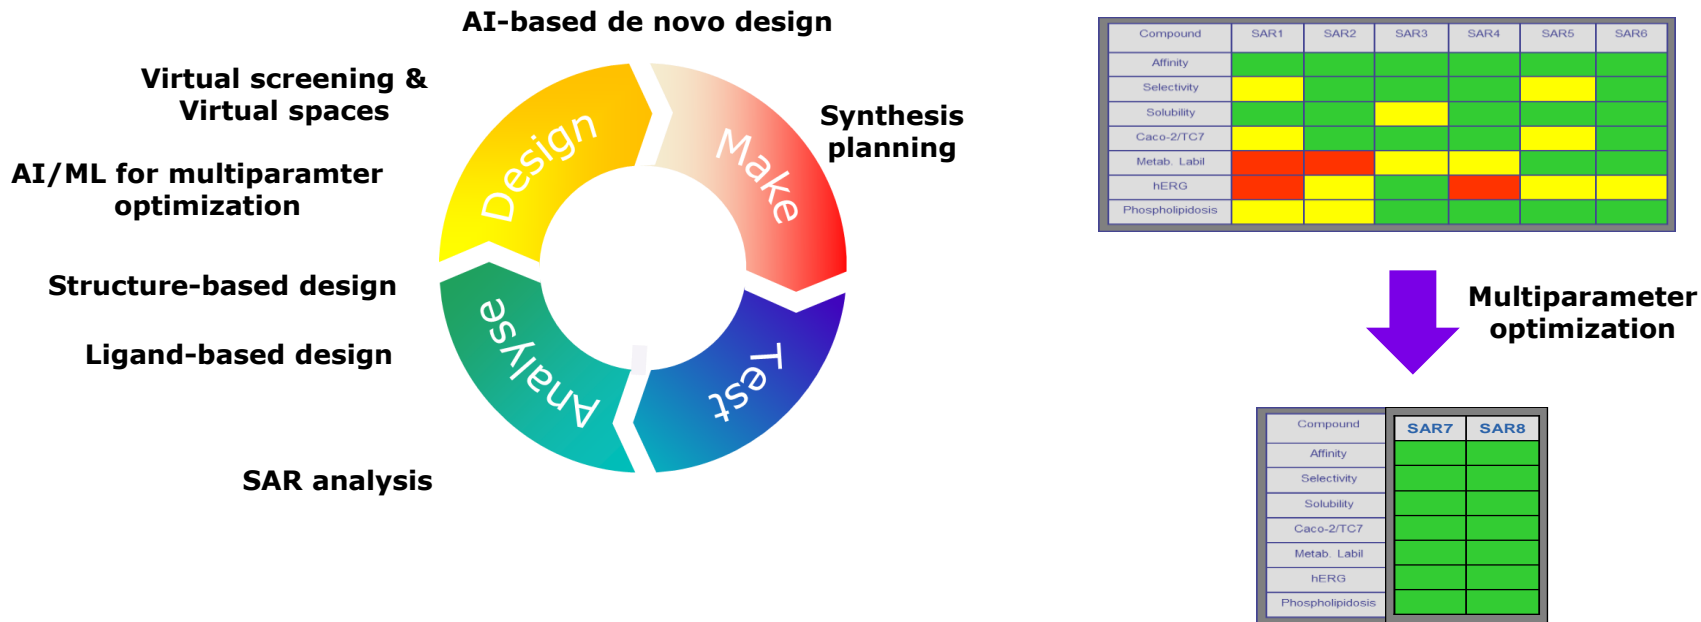 AI-based de novo design
Virtual screening &
Virtual spaces
AI/ML for multiparamter
optimization
Structure-based design
Ligand-based design
SAR analysis
Synthesis
planning
Design
Make
Test
Analyse
Compound SAR1 SAR2 SAR3 SAR4 SAR5 SAR6
Affinity
Selectivity
Solubility
Caco-2/TC7
Metab. Labil
hERG
Phospholipidosis
Multiparameter
optimization
Compound SAR7 SAR8
Affinity
Selectivity
Solubility
Caco-2/TC7
Metab. Labil
hERG
Phospholipidosis